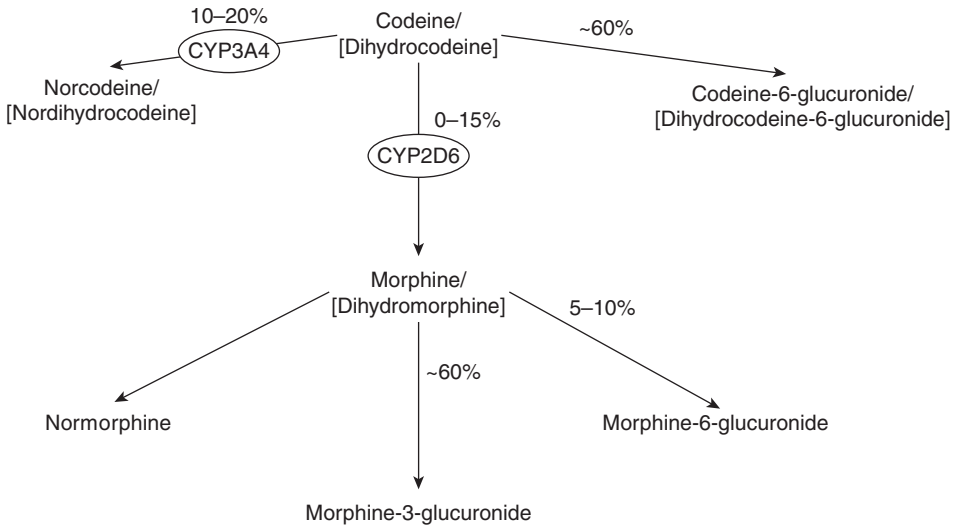 10–20%
Codeine/
[Dihydrocodeine]
~60%
CYP3A4
Norcodeine/
[Nordihydrocodeine]
Codeine-6-glucuronide/
[Dihydrocodeine-6-glucuronide]
0–15%
CYP2D6
Morphine/
[Dihydromorphine]
5–10%
~60%
Normorphine
Morphine-6-glucuronide
Morphine-3-glucuronide